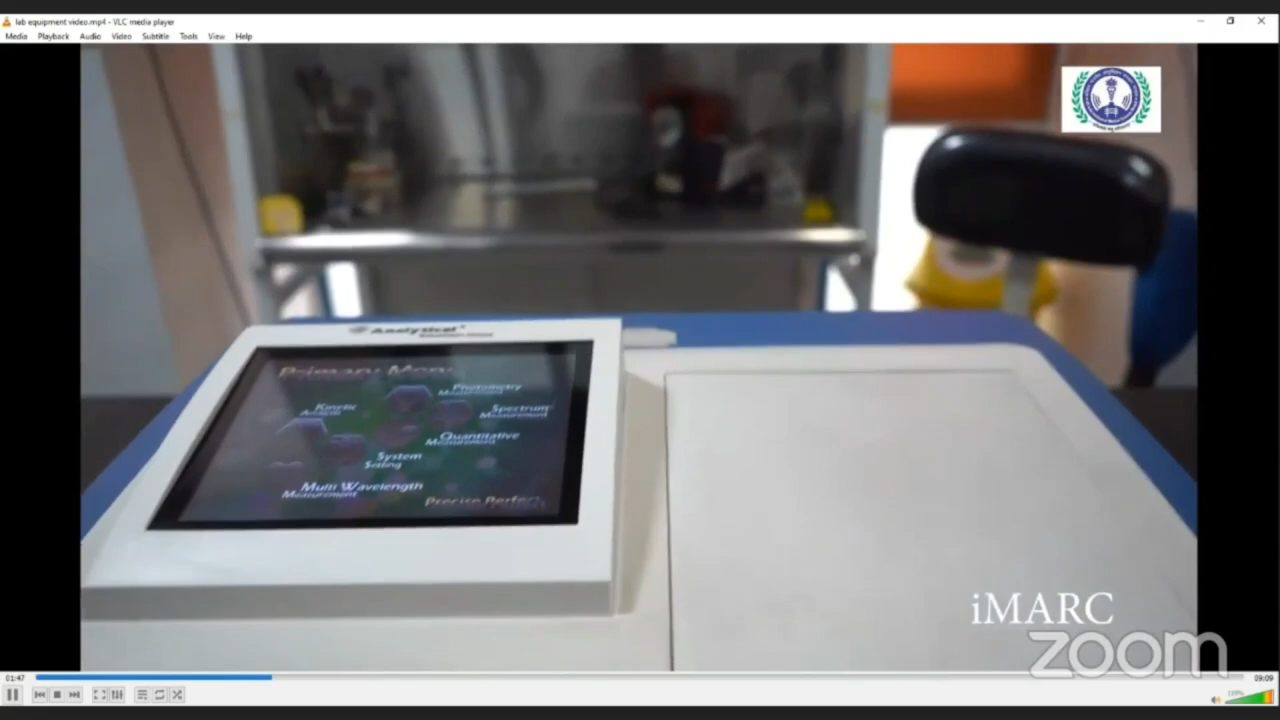 lab equipment video.mp4 - VLC media player
Media Playback Audio Video Subtitle Tools View Help
Analytical
Primary Menu
Photometry
Measurement
Kinetic
Analysis
Spectrum
Measurement
Quantitative
Measurement
System
Setting
Multi Wavelength
Measurement
Precise Perfect
iMARC
zoom
01:47
09:09
119%